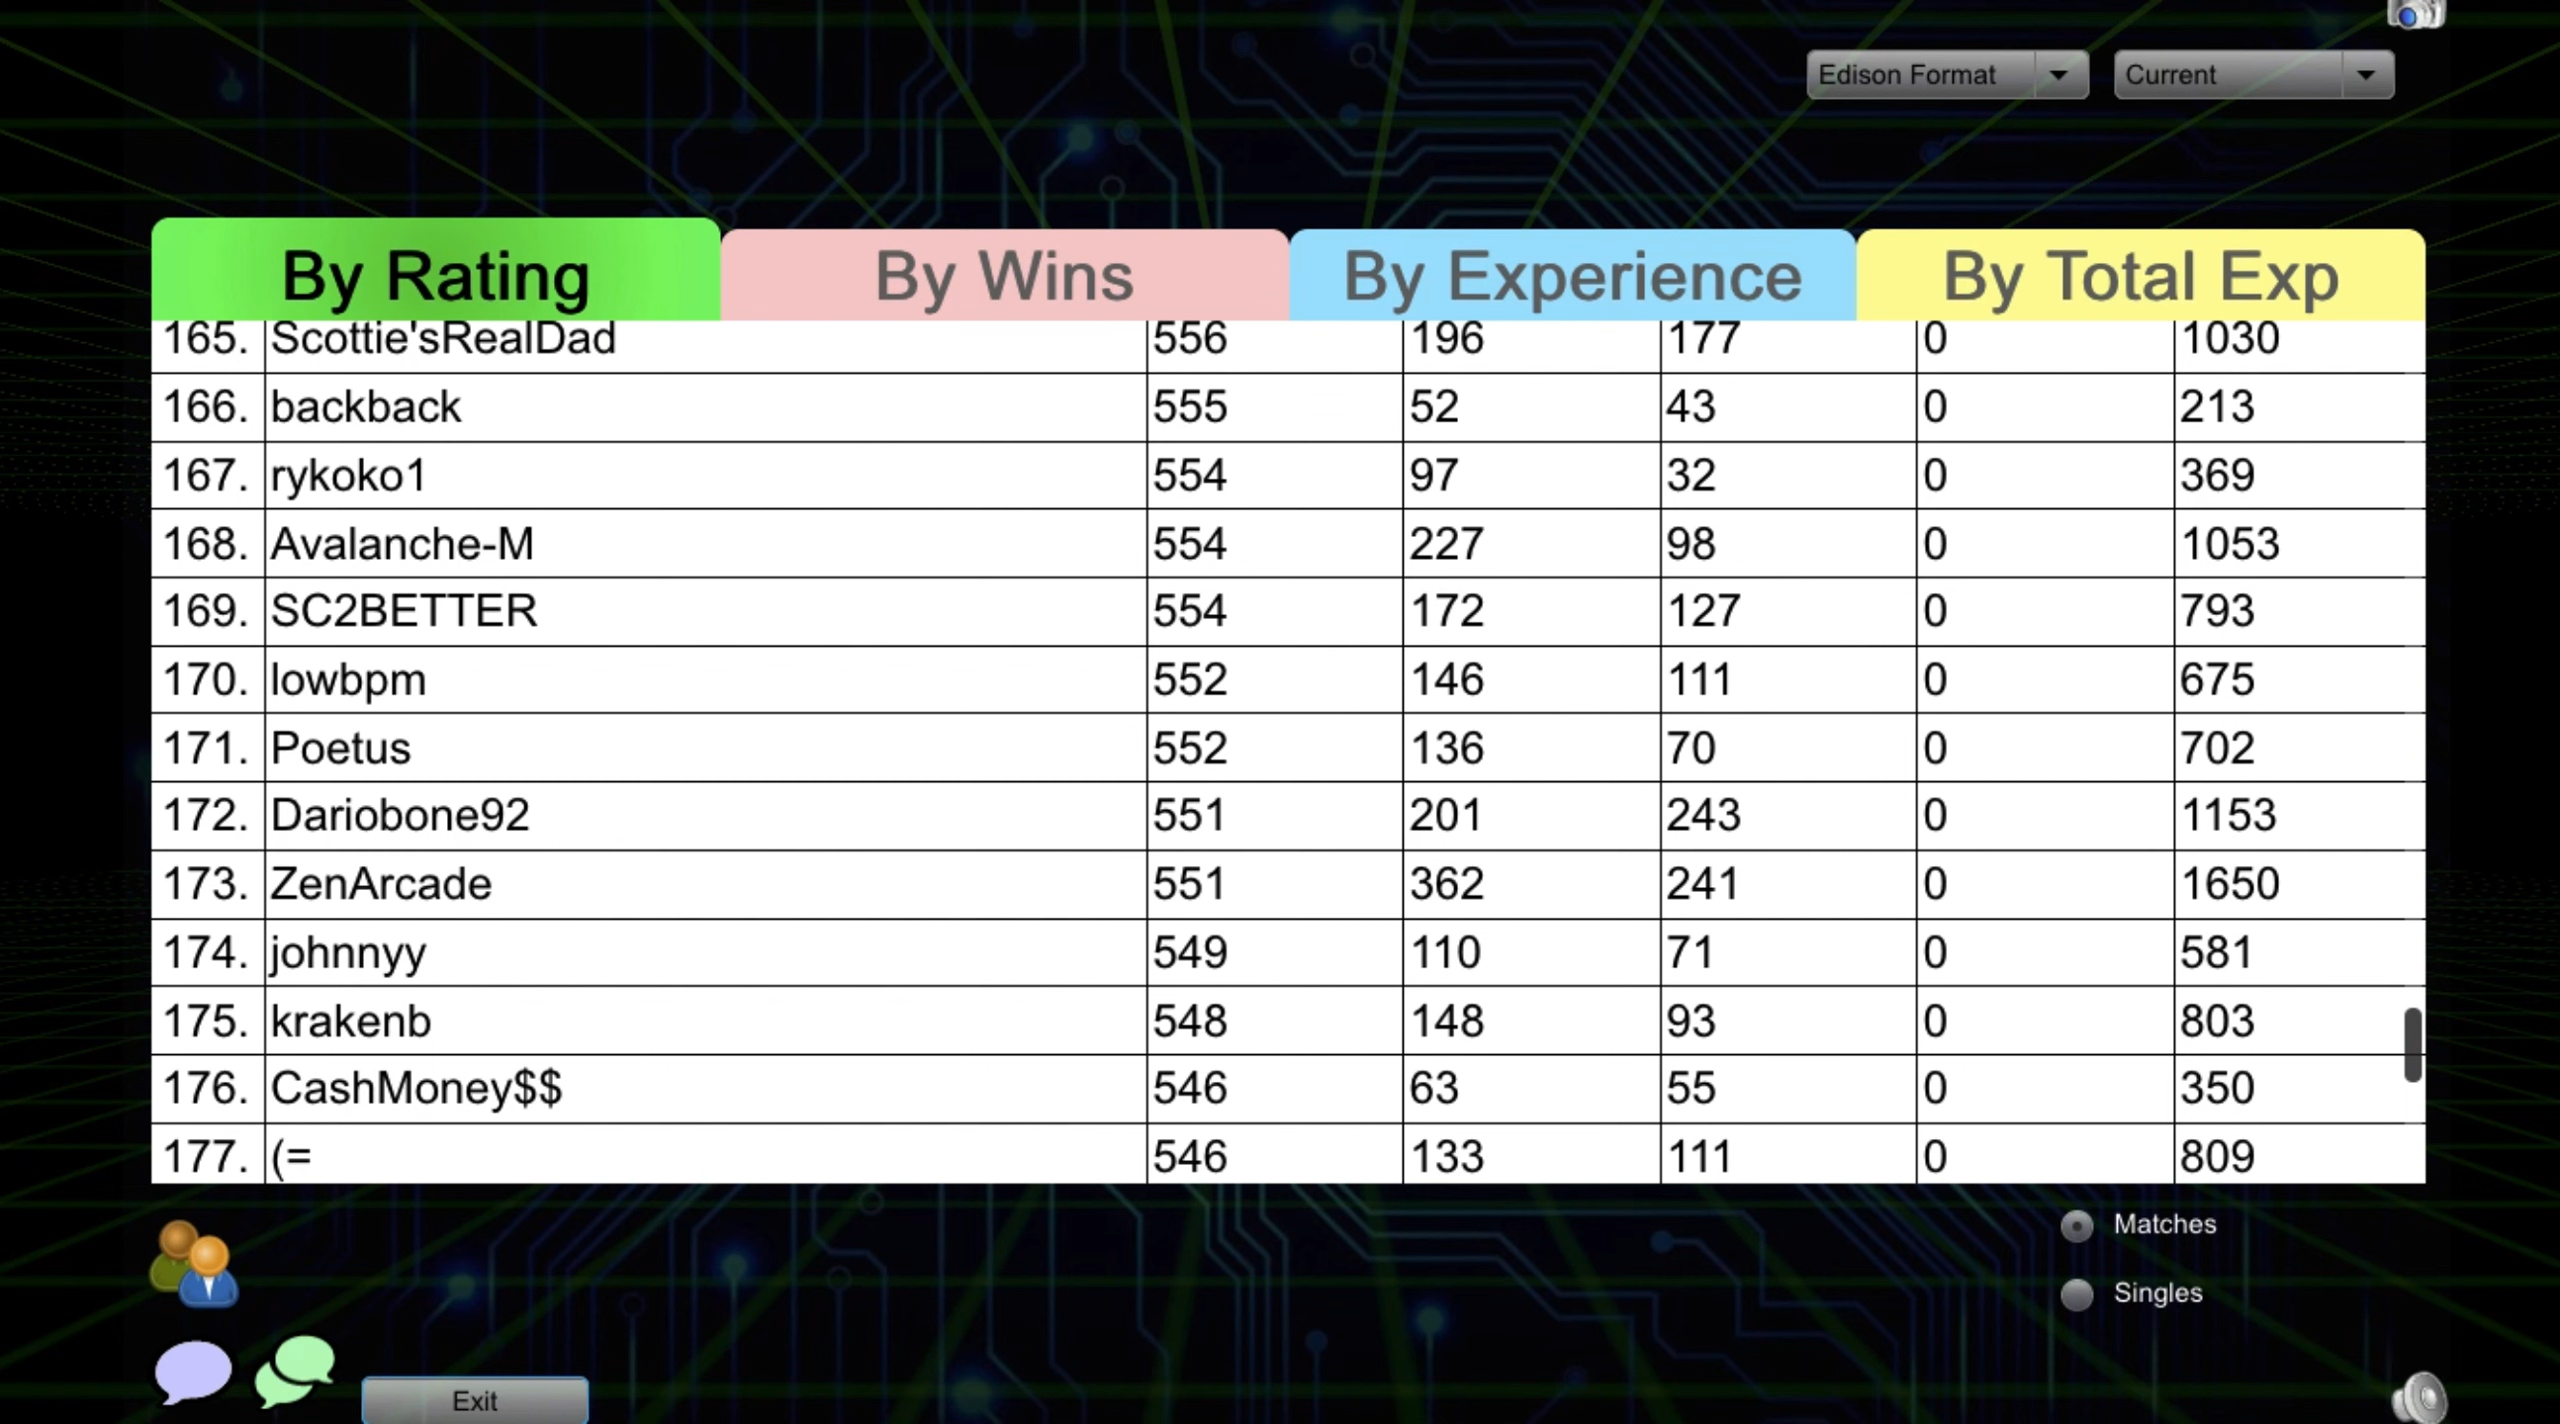 Edison Format Current
By Rating By Wins By Experience By Total Exp
165. Scottie'sRealDad 556 196 177 0 1030
166. backback 555 52 43 0 213
167. rykoko1 554 97 32 0 369
168. Avalanche-M 554 227 98 0 1053
169. SC2BETTER 554 172 127 0 793
170. lowbpm 552 146 111 0 675
171. Poetus 552 136 70 0 702
172. Dariobone92 551 201 243 0 1153
173. ZenArcade 551 362 241 0 1650
174. johnnyy 549 110 71 0 581
175. krakenb 548 148 93 0 803
176. CashMoney$$ 546 63 55 0 350
177. (= 546 133 111 0 809
Matches
Singles
Exit